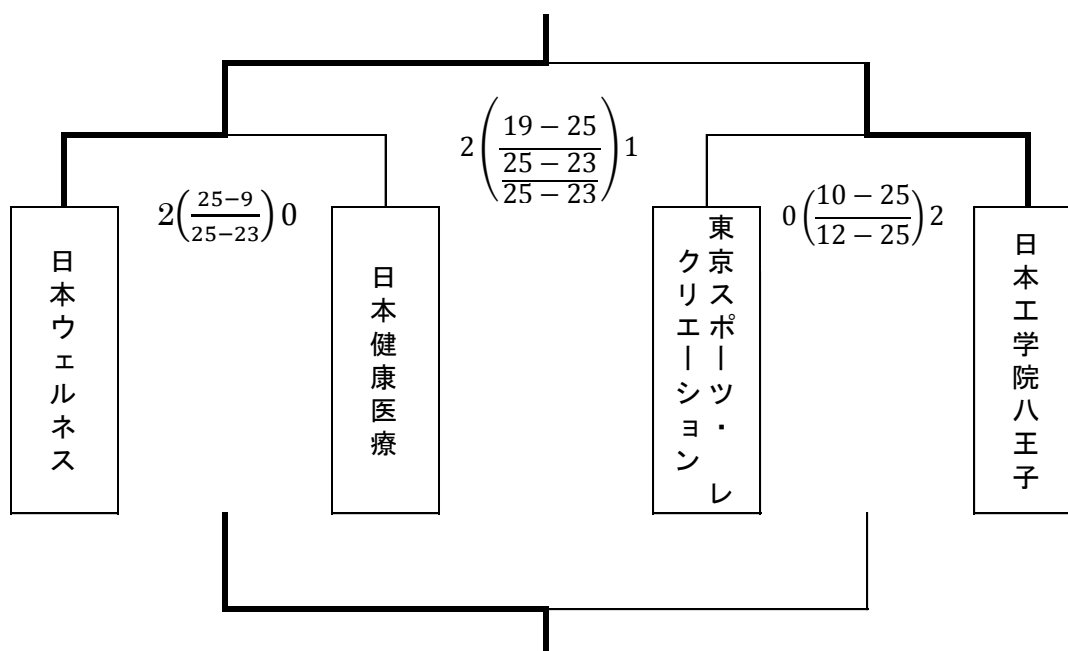 2(19-25
25-23
25-23)1
2(25-9
25-23)0
0(10-25
12-25)2
日本ウェルネス
日本健康医療
東京スポーツ・レ
クリエーション
日本工学院八王子